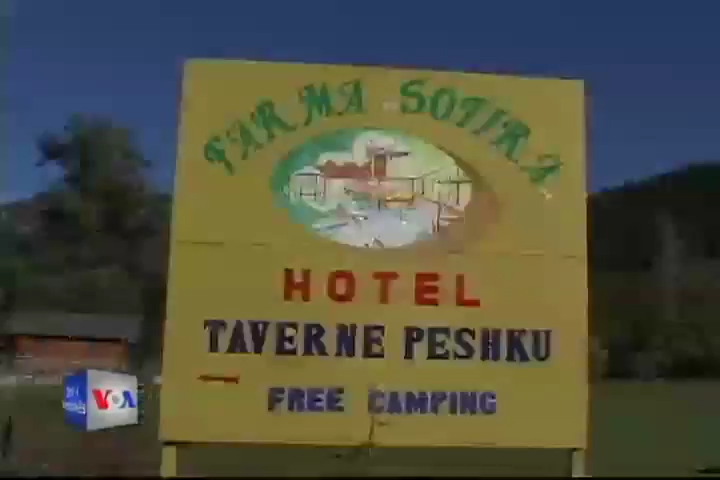 FARMA SOTIRA
HOTEL
TAVERNE PESHKU
FREE CAMPING
VOA